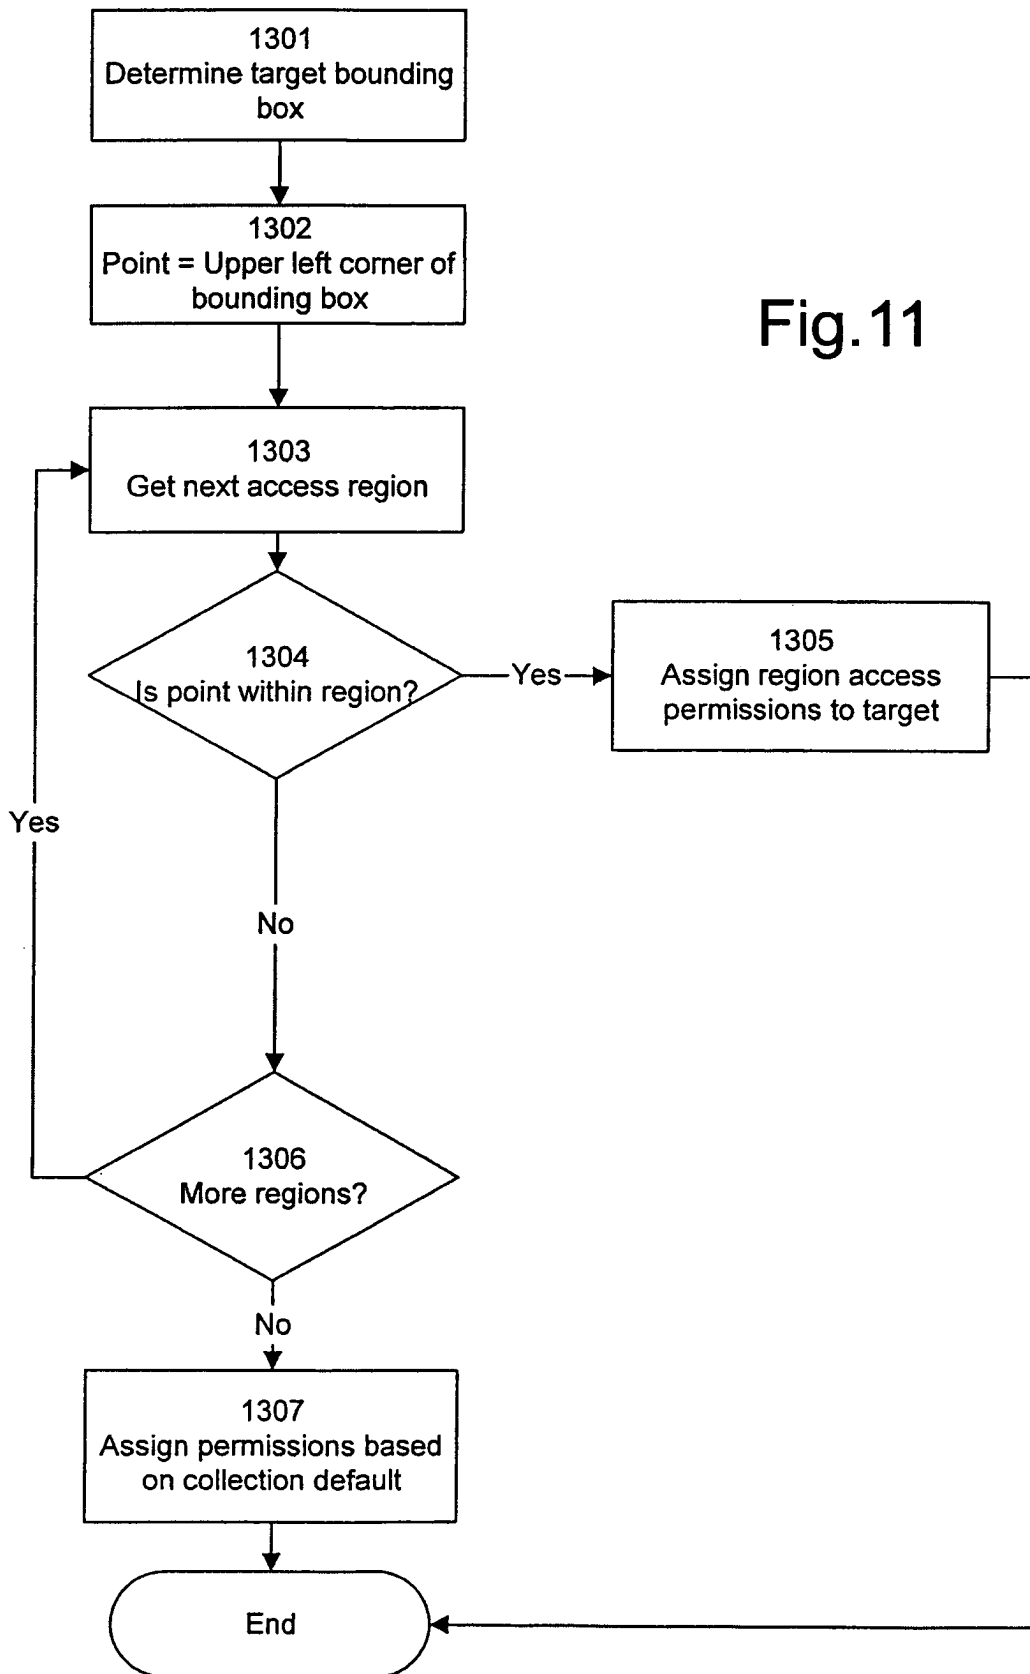 1301
Determine target bounding
box
1302
Point = Upper left corner of
bounding box
Fig.11
1303
Get next access region
1304
Is point within region?
Yes
1305
Assign region access
permissions to target
Yes
No
1306
More regions?
No
1307
Assign permissions based
on collection default
End